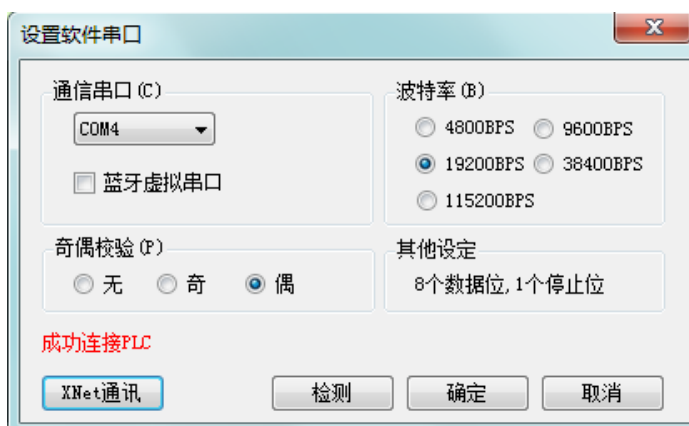 设置软件串口
通信串口(C)
COM4
蓝牙虚拟串口
波特率(B)
4800BPS 9600BPS
19200BPS 38400BPS
115200BPS
奇偶校验(P)
无 奇 偶
其他设定
8个数据位,1个停止位
成功连接PLC
XNet通讯 检测 确定 取消